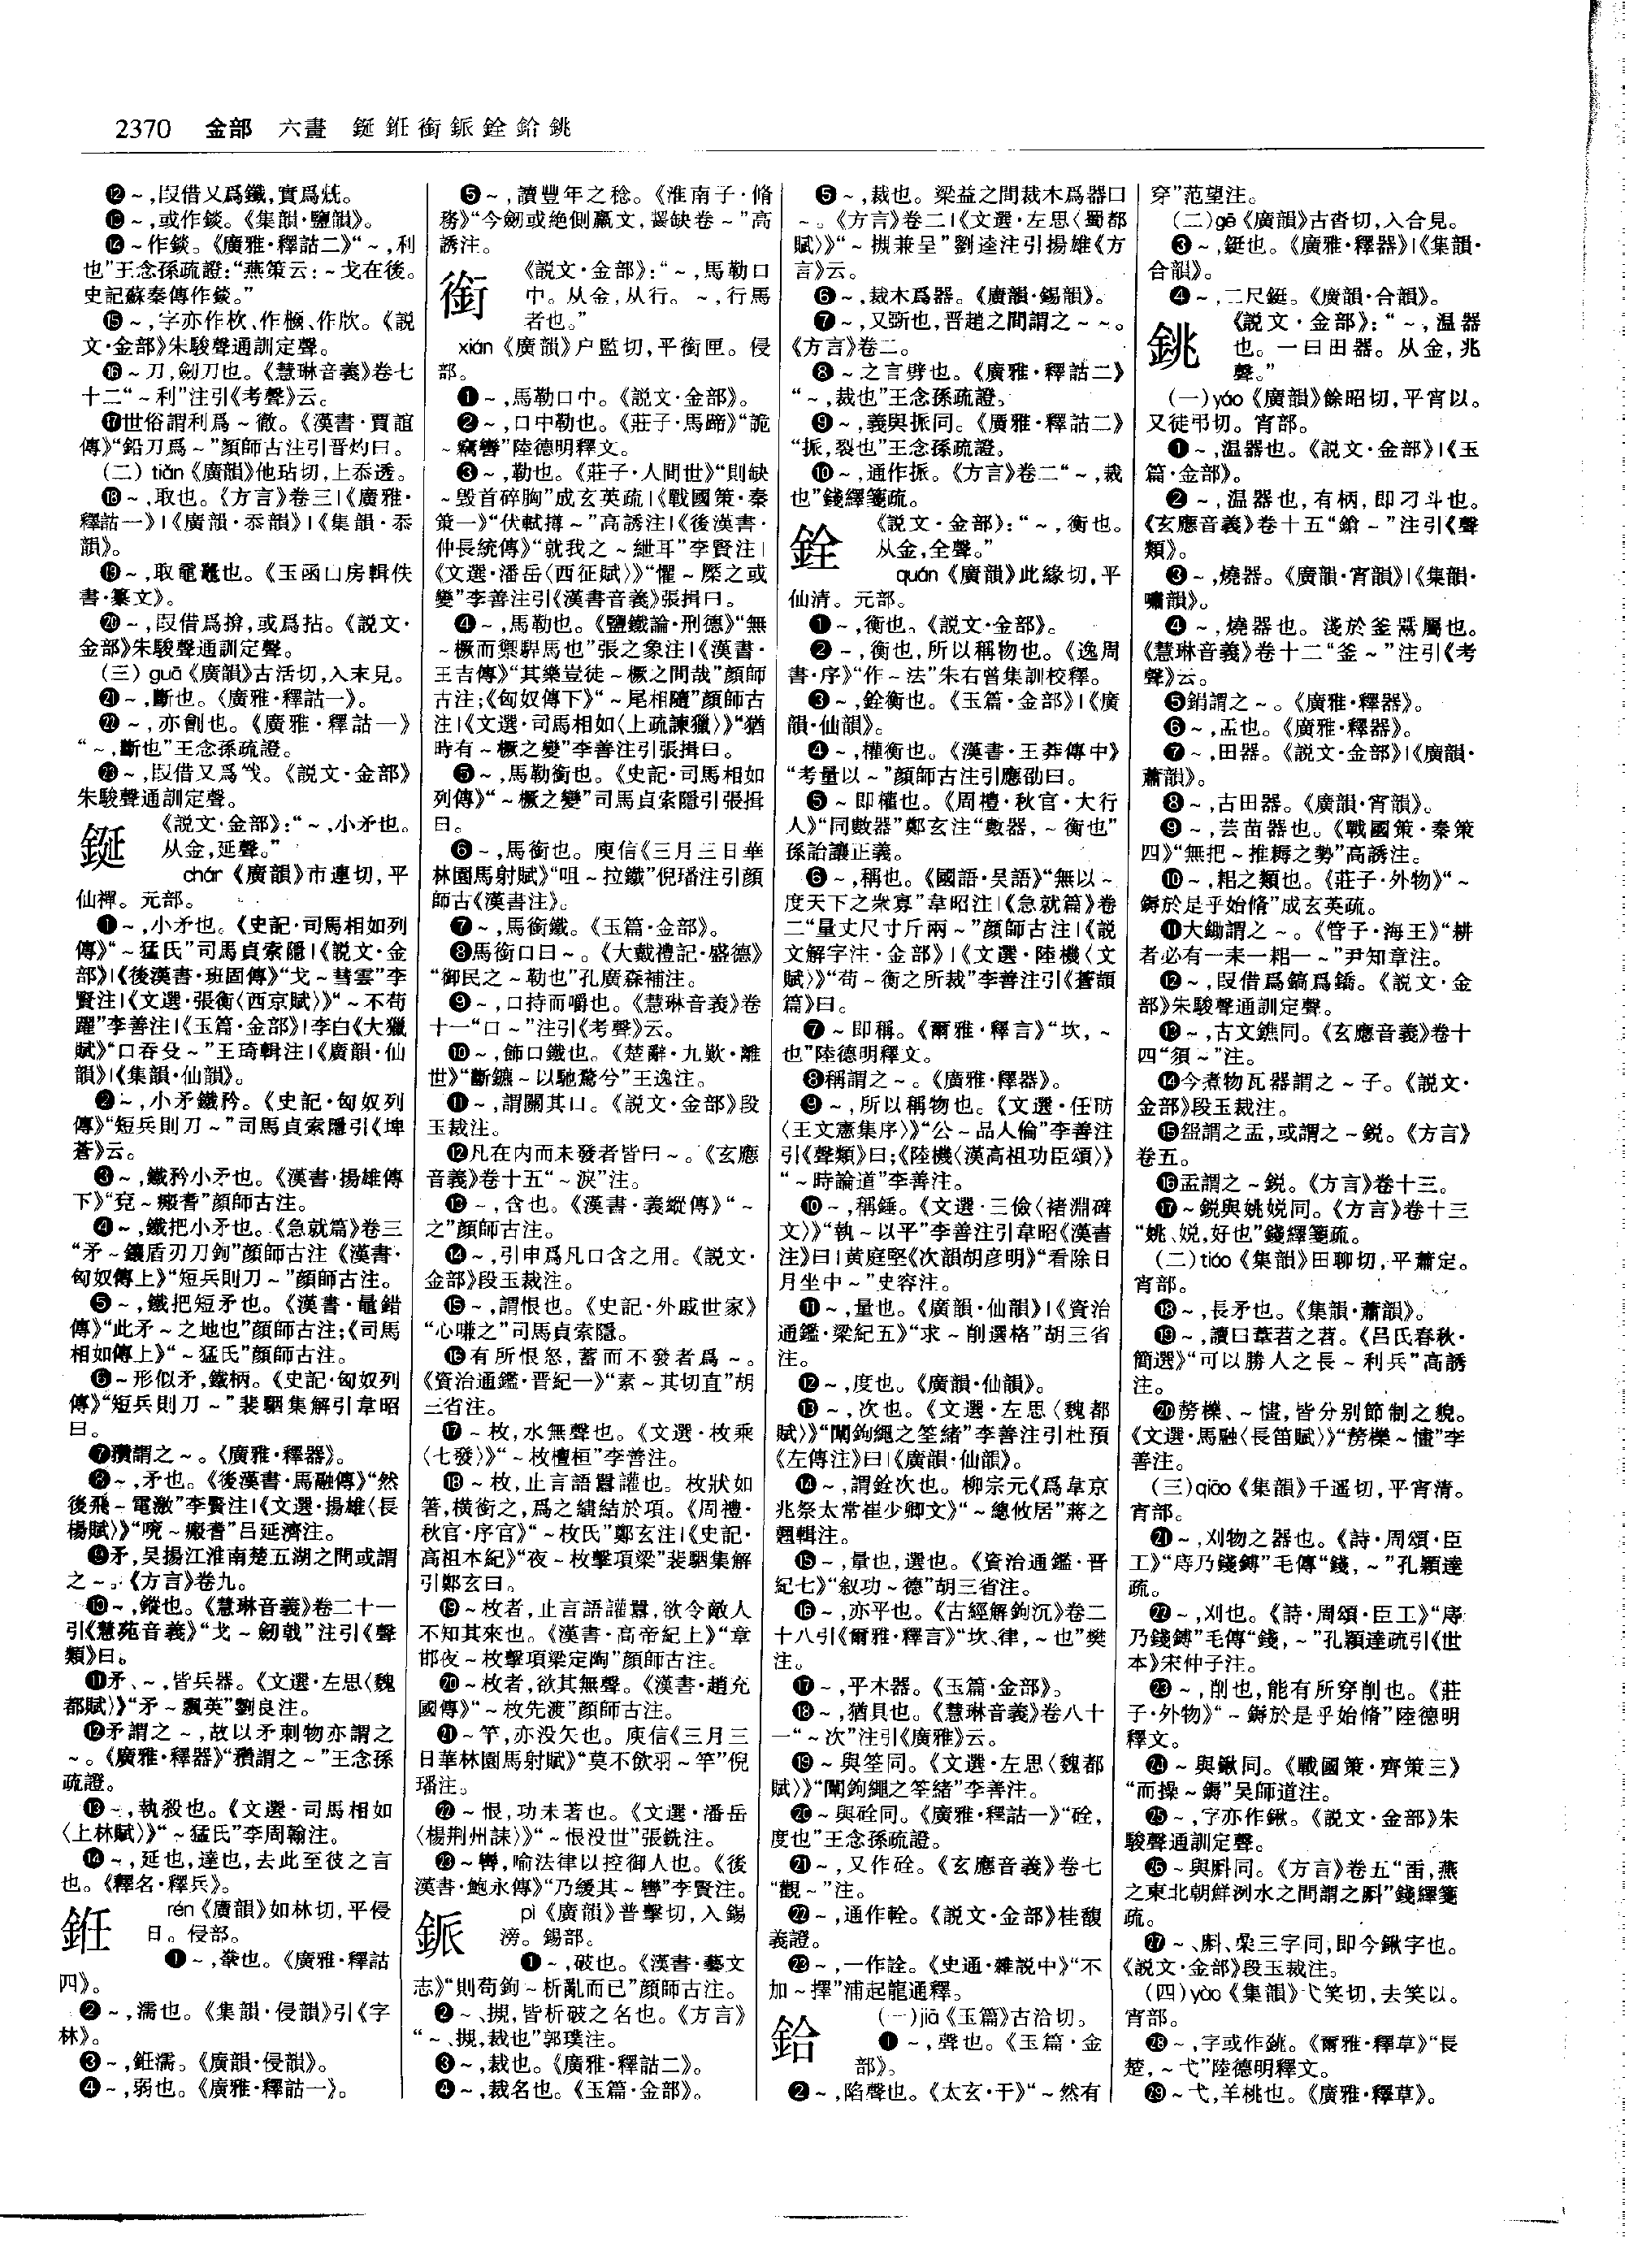 2370 金部 六畫 鋋鈓銜鈲銓鉿銚
⓬~,叚借又爲鐵,實爲㷄。
⓭~,或作錟。《集韻·鹽韻》。
⓮~作錟。《廣雅·釋詁二》“~,利
也”王念孫疏證:“燕策云:~戈在後。
史記蘇秦傳作錟。”
⓯~,字亦作杴、作㯺、作㰸。《説
文·金部》朱駿聲通訓定聲。
⓰~刀,劍刀也。《慧琳音義》卷七
十二“~利”注引《考聲》云。
⓱世俗謂利爲~徹。《漢書·賈誼
傳》“鉛刀爲~”顔師古注引晋灼曰。
(二) tiǎn《廣韻》他玷切,上忝透。
⓲~,取也。《方言》卷三|《廣雅·
釋詁一》|《廣韻·忝韻》|《集韻·忝
韻》。
⓳~,取竈鼃也。《玉函山房輯佚
書·纂文》。
⓴~,叚借爲揜,或爲拈。《説文·
金部》朱駿聲通訓定聲。
(三) guā《廣韻》古活切,入末見。
㉑~,斷也。《廣雅·釋詁一》。
㉒~,亦劊也。《廣雅·釋詁一》
“~,斷也”王念孫疏證。
㉓~,叚借又爲㦰。《説文·金部》
朱駿聲通訓定聲。
鋋 《説文·金部》:“~,小矛也。
从金,延聲。”
chán《廣韻》市連切,平
仙禪。元部。
❶~,小矛也。《史記·司馬相如列
傳》“~猛氏”司馬貞索隱|《説文·金
部》|《後漢書·班固傳》“戈~彗雲”李
賢注|《文選·張衡〈西京賦〉》“~不苟
躍”李善注|《玉篇·金部》|李白《大獵
賦》“口吞殳~”王琦輯注|《廣韻·仙
韻》|《集韻·仙韻》。
❷~,小矛鐵矜。《史記·匈奴列
傳》“短兵則刀~”司馬貞索隱引《埤
蒼》云。
❸~,鐵矜小矛也。《漢書·揚雄傳
下》“兗~瘢耆”顔師古注。
❹~,鐵把小矛也。《急就篇》卷三
“矛~鑲盾刃刀鉤”顔師古注《漢書·
匈奴傳上》“短兵則刀~”顔師古注。
❺~,鐵把短矛也。《漢書·鼂錯
傳》“此矛~之地也”顔師古注;《司馬
相如傳上》“~猛氏”顔師古注。
❻~形似矛,鐵柄。《史記·匈奴列
傳》“短兵則刀~”裴駰集解引韋昭
曰。
❼䂎謂之~。《廣雅·釋器》。
❽~,矛也。《後漢書·馬融傳》“然
後飛~電激”李賢注|《文選·揚雄〈長
楊賦〉》“吮~瘢耆”吕延濟注。
❾矛,吴揚江淮南楚五湖之間或謂
之~。《方言》卷九。
❿~,鏦也。《慧琳音義》卷二十一
引《慧苑音義》“戈~劒戟”注引《聲
類》曰。
⓫矛、~,皆兵器。《文選·左思〈魏
都賦〉》“矛~飄英”劉良注。
⓬矛謂之~,故以矛刺物亦謂之
~。《廣雅·釋器》“䂎謂之~”王念孫
疏證。
⓭~,執殺也。《文選·司馬相如
〈上林賦〉》“~猛氏”李周翰注。
⓮~,延也,達也,去此至彼之言
也。《釋名·釋兵》。
鈓 rén《廣韻》如林切,平侵
日。侵部。
❶~,韏也。《廣雅·釋詁
四》。
❷~,濡也。《集韻·侵韻》引《字
林》。
❸~,鈓濡。《廣韻·侵韻》。
❹~,弱也。《廣雅·釋詁一》。
❺~,讀豐年之稔。《淮南子·脩
務》“今劒或絶側羸文,齧缺卷~”高
誘注。
銜 《説文·金部》:“~,馬勒口
中。从金,从行。~,行馬
者也。”
xián《廣韻》户監切,平銜匣。侵
部。
❶~,馬勒口中。《説文·金部》。
❷~,口中勒也。《莊子·馬蹄》“詭
~竊轡”陸德明釋文。
❸~,勒也。《莊子·人間世》“則缺
~毁首碎胸”成玄英疏|《戰國策·秦
策一》“伏軾撙~”高誘注|《後漢書·
仲長統傳》“就我之~紲耳”李賢注|
《文選·潘岳〈西征賦〉》“懼~橜之或
變”李善注引《漢書音義》張揖曰。
❹~,馬勒也。《鹽鐵論·刑德》“無
~橛而禦駻馬也”張之象注|《漢書·
王吉傳》“其樂豈徒~橛之間哉”顔師
古注;《匈奴傳下》“~尾相隨”顔師古
注|《文選·司馬相如〈上疏諫獵〉》“猶
時有~橛之變”李善注引張揖曰。
❺~,馬勒銜也。《史記·司馬相如
列傳》“~橛之變”司馬貞索隱引張揖
曰。
❻~,馬銜也。庾信《三月三日華
林園馬射賦》“咀~拉鐵”倪璠注引顔
師古《漢書注》。
❼~,馬銜鐵。《玉篇·金部》。
❽馬銜口曰~。《大戴禮記·盛德》
“御民之~勒也”孔廣森補注。
❾~,口持而嚼也。《慧琳音義》卷
十一“口~”注引《考聲》云。
❿~,飾口鐵也。《楚辭·九歎·離
世》“斷鑣~以馳騖兮”王逸注。
⓫~,謂關其口。《説文·金部》段
玉裁注。
⓬凡在内而未發者皆曰~。《玄應
音義》卷十五“~淚”注。
⓭~,含也。《漢書·義縱傳》“~
之”顔師古注。
⓮~,引申爲凡口含之用。《説文·
金部》段玉裁注。
⓯~,謂恨也。《史記·外戚世家》
“心嗛之”司馬貞索隱。
⓰有所恨怒,蓄而不發者爲~。
《資治通鑑·晋紀一》“素~其切直”胡
三省注。
⓱~枚,水無聲也。《文選·枚乘
〈七發〉》“~枚檀桓”李善注。
⓲~枚,止言語嚻讙也。枚狀如
箸,横銜之,爲之繣結於項。《周禮·
秋官·序官》“~枚氏”鄭玄注|《史記·
高祖本紀》“夜~枚擊項梁”裴駰集解
引鄭玄曰。
⓳~枚者,止言語讙嚻,欲令敵人
不知其來也。《漢書·高帝紀上》“章
邯夜~枚擊項梁定陶”顔師古注。
⓴~枚者,欲其無聲。《漢書·趙充
國傳》“~枚先渡”顔師古注。
㉑~竿,亦没矢也。庾信《三月三
日華林園馬射賦》“莫不飲羽~竿”倪
璠注。
㉒~恨,功未著也。《文選·潘岳
〈楊荆州誄〉》“~恨没世”張銑注。
㉓~轡,喻法律以控御人也。《後
漢書·鮑永傳》“乃緩其~轡”李賢注。
鈲 pì《廣韻》普擊切,入錫
滂。錫部。
❶~,破也。《漢書·藝文
志》“則苟鉤~析亂而已”顔師古注。
❷~、摫,皆析破之名也。《方言》
“~、摫,裁也”郭璞注。
❸~,裁也。《廣雅·釋詁二》。
❹~,裁名也。《玉篇·金部》。
❺~,裁也。梁益之間裁木爲器曰
~。《方言》卷二|《文選·左思〈蜀都
賦〉》“~摫兼呈”劉逵注引揚雄《方
言》云。
❻~,裁木爲器。《廣韻·錫韻》。
❼~,又斲也,晋趙之間謂之~~。
《方言》卷二。
❽~之言劈也。《廣雅·釋詁二》
“~,裁也”王念孫疏證。
❾~,義與振同。《廣雅·釋詁二》
“振,裂也”王念孫疏證。
❿~,通作振。《方言》卷二“~,裁
也”錢繹箋疏。
銓 《説文·金部》:“~,衡也。
从金,全聲。”
quán《廣韻》此緣切,平
仙清。元部。
❶~,衡也。《説文·金部》。
❷~,衡也,所以稱物也。《逸周
書·序》“作~法”朱右曾集訓校釋。
❸~,銓衡也。《玉篇·金部》|《廣
韻·仙韻》。
❹~,權衡也。《漢書·王莽傳中》
“考量以~”顔師古注引應劭曰。
❺~即權也。《周禮·秋官·大行
人》“同數器”鄭玄注“數器,~衡也”
孫詒讓正義。
❻~,稱也。《國語·吴語》“無以~
度天下之衆寡”韋昭注|《急就篇》卷
二“量丈尺寸斤兩~”顔師古注|《説
文解字注·金部》|《文選·陸機〈文
賦〉》“苟~衡之所裁”李善注引《蒼頡
篇》曰。
❼~即稱。《爾雅·釋言》“坎,~
也”陸德明釋文。
❽稱謂之~。《廣雅·釋器》。
❾~,所以稱物也。《文選·任昉
〈王文憲集序〉》“公~品人倫”李善注
引《聲類》曰;《陸機〈漢高祖功臣頌〉》
“~時論道”李善注。
❿~,稱錘。《文選·王儉〈褚淵碑
文〉》“執~以平”李善注引韋昭《漢書
注》曰|黄庭堅《次韻胡彦明》“看除日
月坐中~”史容注。
⓫~,量也。《廣韻·仙韻》|《資治
通鑑·梁紀五》“求~削選格”胡三省
注。
⓬~,度也。《廣韻·仙韻》。
⓭~,次也。《文選·左思〈魏都
賦〉》“闡鉤繩之筌緒”李善注引杜預
《左傳注》曰|《廣韻·仙韻》。
⓮~,謂銓次也。柳宗元《爲韋京
兆祭太常崔少卿文》“~總攸居”蔣之
翹輯注。
⓯~,量也,選也。《資治通鑑·晋
紀七》“叙功~德”胡三省注。
⓰~,亦平也。《古經解鉤沉》卷二
十八引《爾雅·釋言》“坎、律,~也”樊
注。
⓱~,平木器。《玉篇·金部》。
⓲~,猶具也。《慧琳音義》卷八十
一“~次”注引《廣雅》云。
⓳~與筌同。《文選·左思〈魏都
賦〉》“闡鉤繩之筌緒”李善注。
⓴~與硂同。《廣雅·釋詁一》“硂,
度也”王念孫疏證。
㉑~,又作硂。《玄應音義》卷七
“觀~”注。
㉒~,通作輇。《説文·金部》桂馥
義證。
㉓~,一作詮。《史通·雜説中》“不
加~擇”浦起龍通釋。
鉿 (一)jiā《玉篇》古洽切。
❶~,聲也。《玉篇·金
部》。
❷~,陷聲也。《太玄·干》“~然有
穿”范望注。
(二)gē《廣韻》古沓切,入合見。
❸~,鋌也。《廣雅·釋器》|《集韻·
合韻》。
❹~,二尺鋌。《廣韻·合韻》。
銚 《説文·金部》:“~,温器
也。一曰田器。从金,兆
聲。”
(一)yáo《廣韻》餘昭切,平宵以。
又徒弔切。宵部。
❶~,温器也。《説文·金部》|《玉
篇·金部》。
❷~,温器也,有柄,即刁斗也。
《玄應音義》卷十五“鎗~”注引《聲
類》。
❸~,燒器。《廣韻·宵韻》|《集韻·
嘯韻》。
❹~,燒器也。淺於釜鬵屬也。
《慧琳音義》卷十二“釜~”注引《考
聲》云。
❺鋗謂之~。《廣雅·釋器》。
❻~,盂也。《廣雅·釋器》。
❼~,田器。《説文·金部》|《廣韻·
蕭韻》。
❽~,古田器。《廣韻·宵韻》。
❾~,芸苗器也。《戰國策·秦策
四》“無把~推耨之勢”高誘注。
❿~,耜之類也。《莊子·外物》“~
鎒於是乎始脩”成玄英疏。
⓫大鋤謂之~。《管子·海王》“耕
者必有一耒一耜一~”尹知章注。
⓬~,叚借爲鎬爲鐈。《説文·金
部》朱駿聲通訓定聲。
⓭~,古文鐎同。《玄應音義》卷十
四“須~”注。
⓮今煮物瓦器謂之~子。《説文·
金部》段玉裁注。
⓯盌謂之盂,或謂之~鋭。《方言》
卷五。
⓰盂謂之~鋭。《方言》卷十三。
⓱~鋭與姚娧同。《方言》卷十三
“姚、娧,好也”錢繹箋疏。
(二)tiáo《集韻》田聊切,平蕭定。
宵部。
⓲~,長矛也。《集韻·蕭韻》。
⓳~,讀曰葦苕之苕。《吕氏春秋·
簡選》“可以勝人之長~利兵”高誘
注。
⓴㯙櫟、~㦎,皆分别節制之貌。
《文選·馬融〈長笛賦〉》“㯙櫟~㦎”李
善注。
(三)qiāo《集韻》千遥切,平宵清。
宵部。
㉑~,刈物之器也。《詩·周頌·臣
工》“庤乃錢鎛”毛傳“錢,~”孔穎達
疏。
㉒~,刈也。《詩·周頌·臣工》“庤
乃錢鎛”毛傳“錢,~”孔穎達疏引《世
本》宋仲子注。
㉓~,削也,能有所穿削也。《莊
子·外物》“~鎒於是乎始脩”陸德明
釋文。
㉔~與鍬同。《戰國策·齊策三》
“而操~鎒”吴師道注。
㉕~,字亦作鍬。《説文·金部》朱
駿聲通訓定聲。
㉖~與㪿同。《方言》卷五“臿,燕
之東北朝鮮洌水之間謂之㪿”錢繹箋
疏。
㉗~、㪿、喿三字同,即今鍬字也。
《説文·金部》段玉裁注。
(四)yào《集韻》弋笑切,去笑以。
宵部。
㉘~,字或作銚。《爾雅·釋草》“長
楚,~弋”陸德明釋文。
㉙~弋,羊桃也。《廣雅·釋草》。